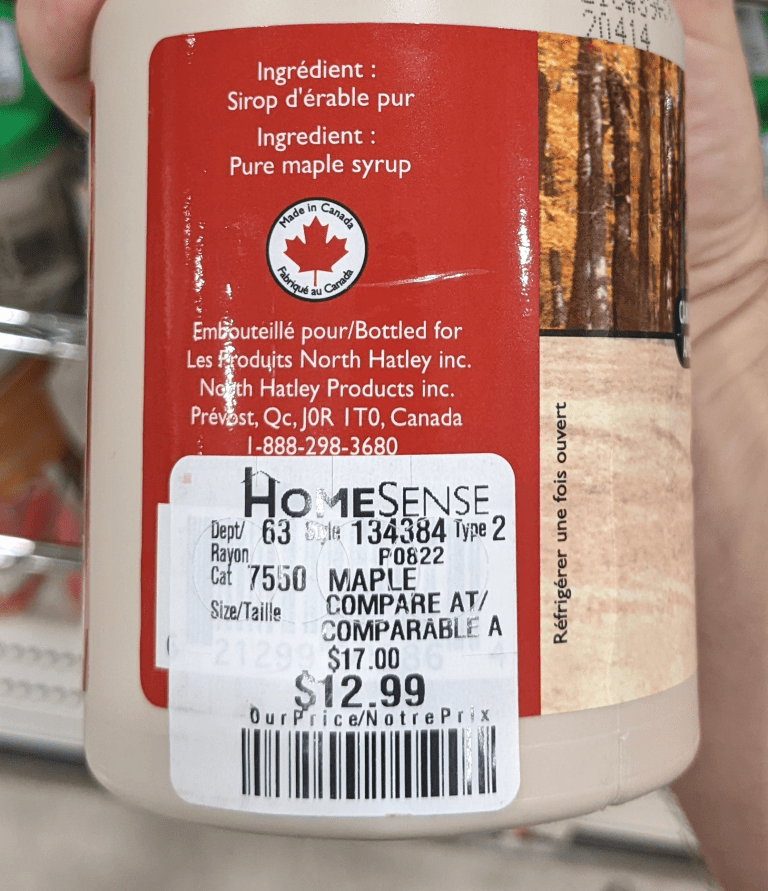 20414
Ingrédient :
Sirop d'érable pur
Ingredient :
Pure maple syrup
Made in Canada
Fabriqué au Canada
Embouteillé pour/Bottled for
Les Produits North Hatley inc.
North Hatley Products inc.
Prévost, Qc, J0R 1T0, Canada
1-888-298-3680
HOMESENSE
Dept/ 63 Style 134384 Type 2
Rayon P0822
Cat 7550 MAPLE
Size/Taille COMPARE AT/
COMPARABLE A
$17.00
$12.99
OurPrice/NotrePrix
Réfrigérer une fois ouvert